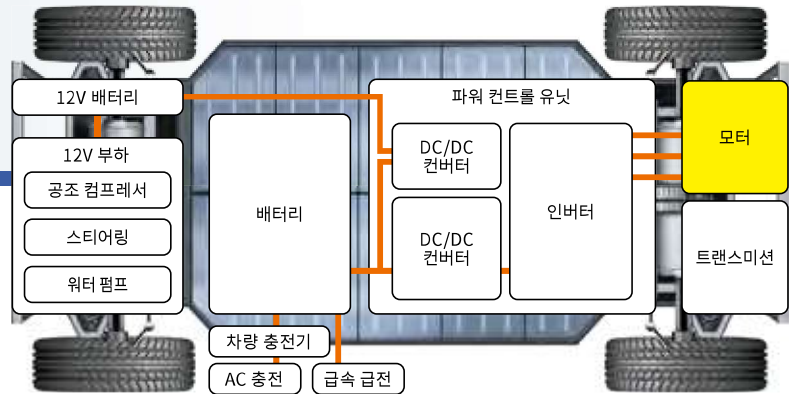 12V 배터리
12V 부하
공조 컴프레서
스티어링
워터 펌프
배터리
차량 충전기
AC 충전
급속 급전
파워 컨트롤 유닛
DC/DC
컨버터
DC/DC
컨버터
인버터
모터
트랜스미션